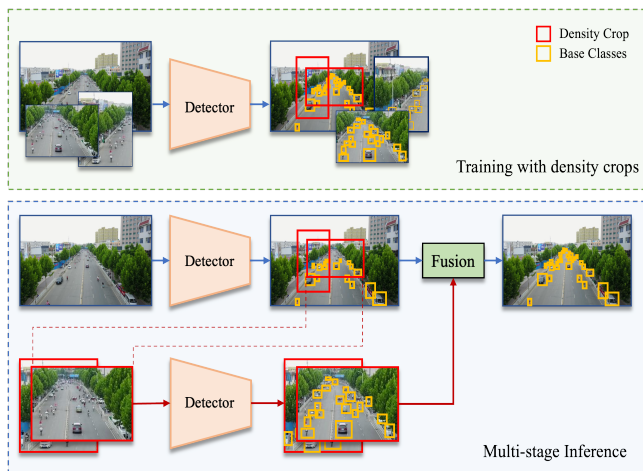 Density Crop
Base Classes
Detector
Training with density crops
Detector
Fusion
Detector
Multi-stage Inference